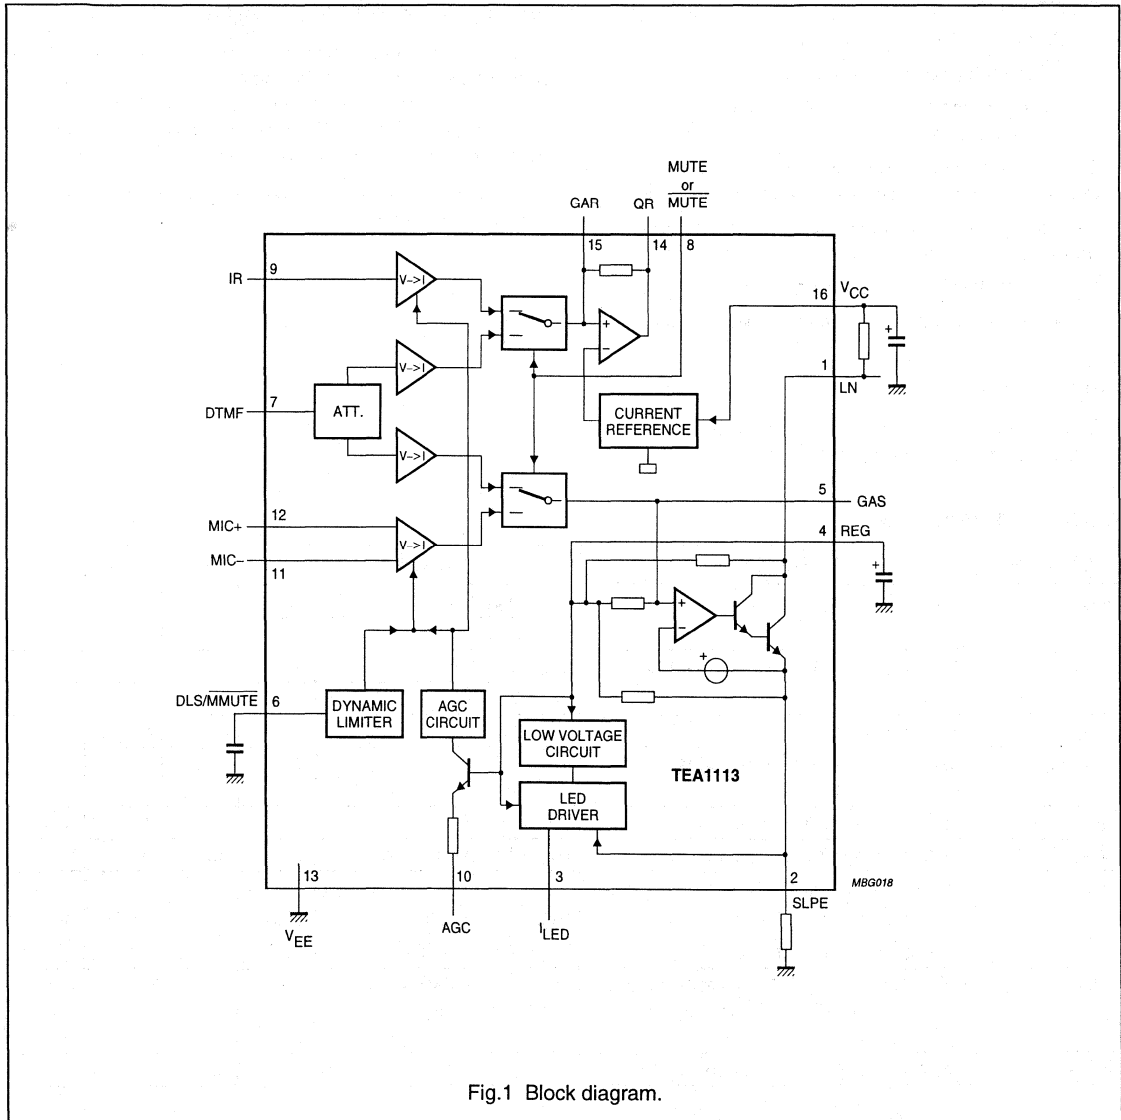 MUTE
or
MUTE
GAR
QR
15
14
8
IR
9
V->I
16
VCC
+
V->I
+
−
1
LN
DTMF
7
ATT.
CURRENT
REFERENCE
V->I
5
GAS
MIC+
12
V->I
4
REG
MIC−
11
+
+
−
+
DLS/MMUTE
6
DYNAMIC
LIMITER
AGC
CIRCUIT
LOW VOLTAGE
CIRCUIT
TEA1113
LED
DRIVER
13
10
3
2
MBG018
SLPE
VEE
AGC
ILED
Fig.1 Block diagram.